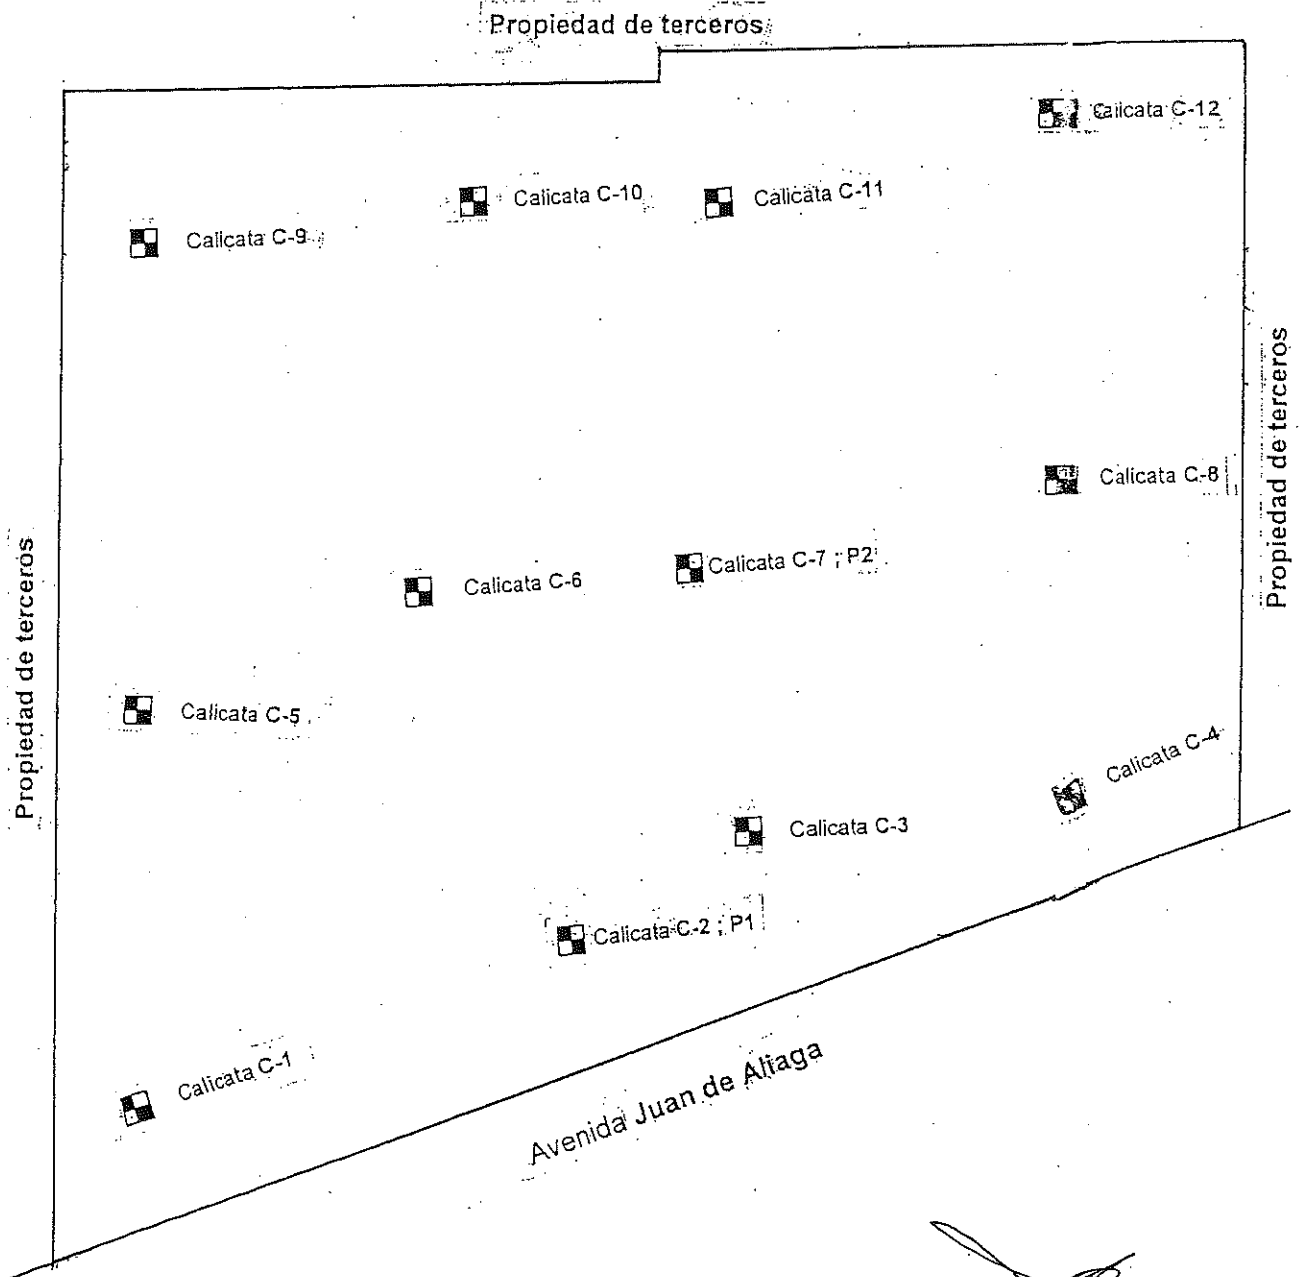 Propiedad de terceros
Calicata C-12
Calicata C-10
Calicata C-11
Calicata C-9
Propiedad de terceros
Calicata C-8
Calicata C-7 ; P2
Calicata C-6
Propiedad de terceros
Calicata C-5
Calicata C-4
Calicata C-3
Calicata C-2 ; P1
Calicata C-1
Avenida Juan de Aliaga